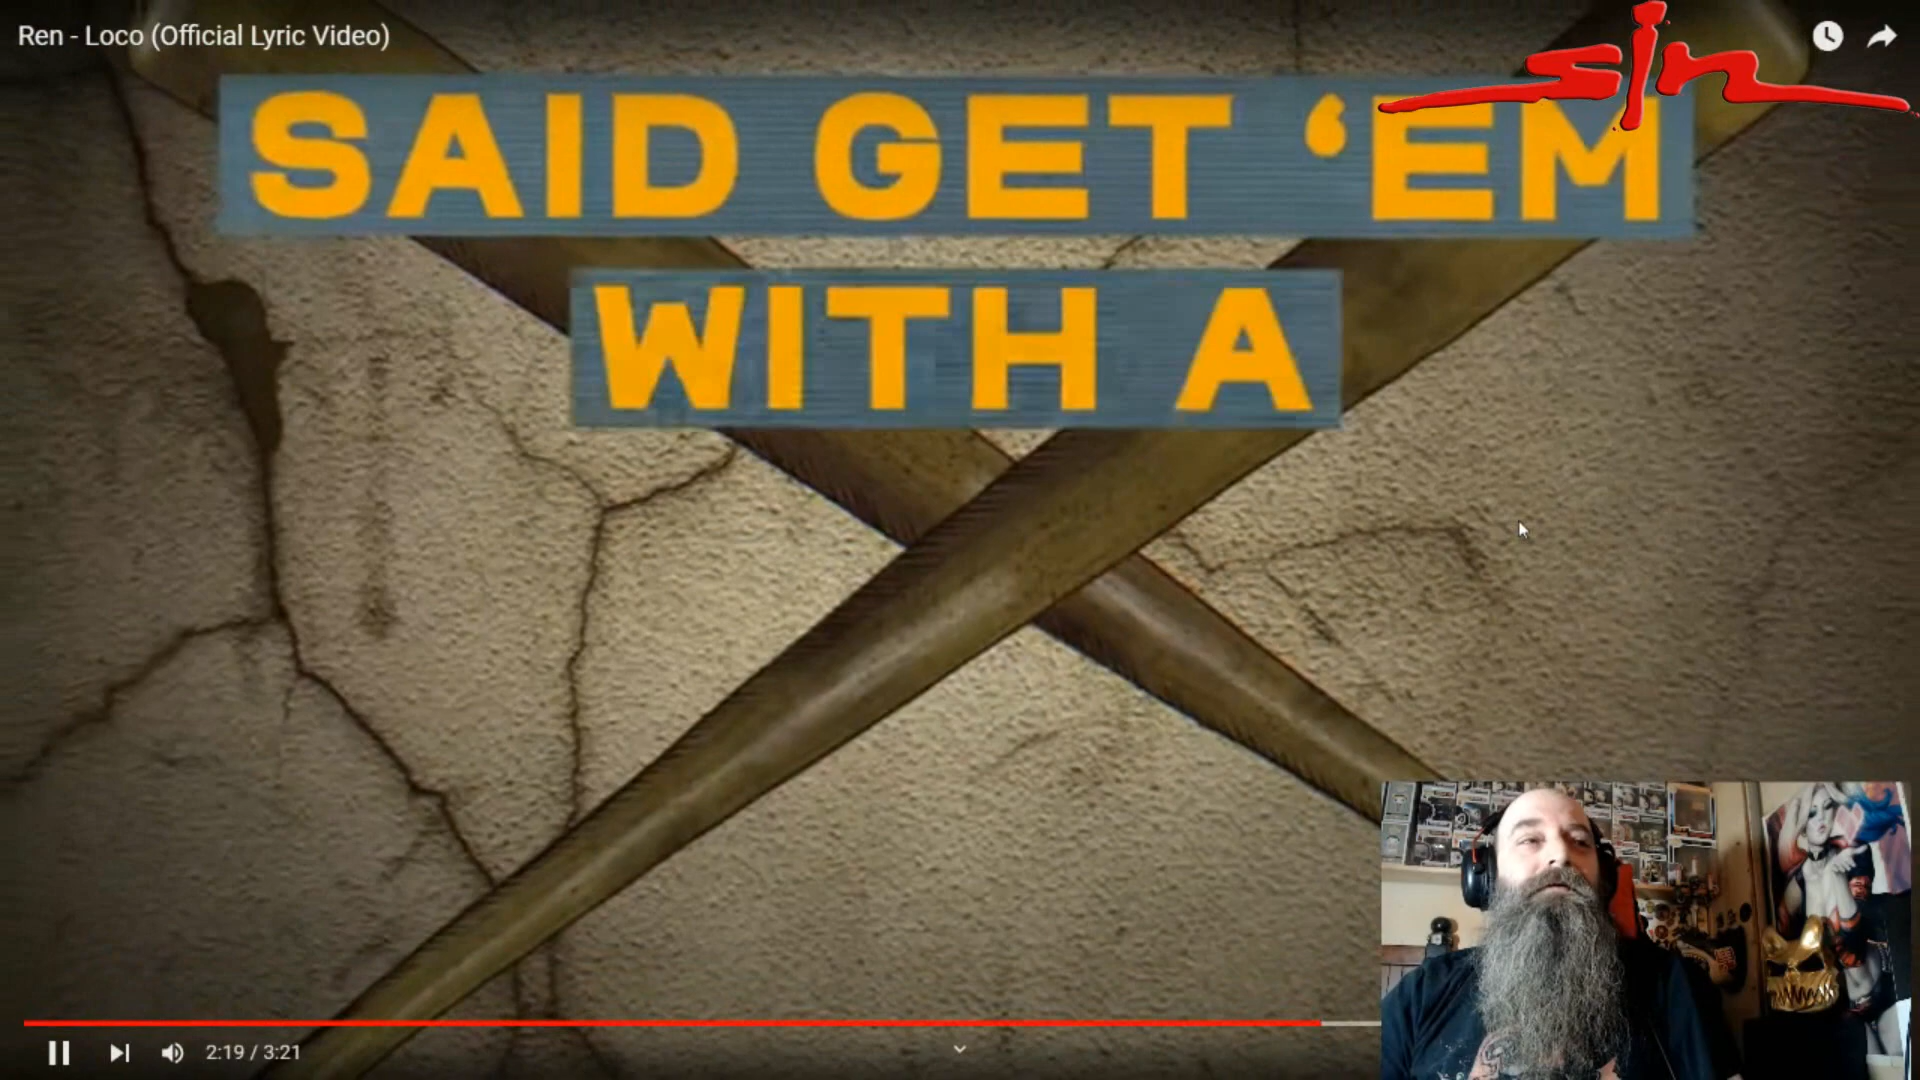 Ren - Loco (Official Lyric Video)
sin
SAID GET ‘EM
WITH A
2:19 / 3:21